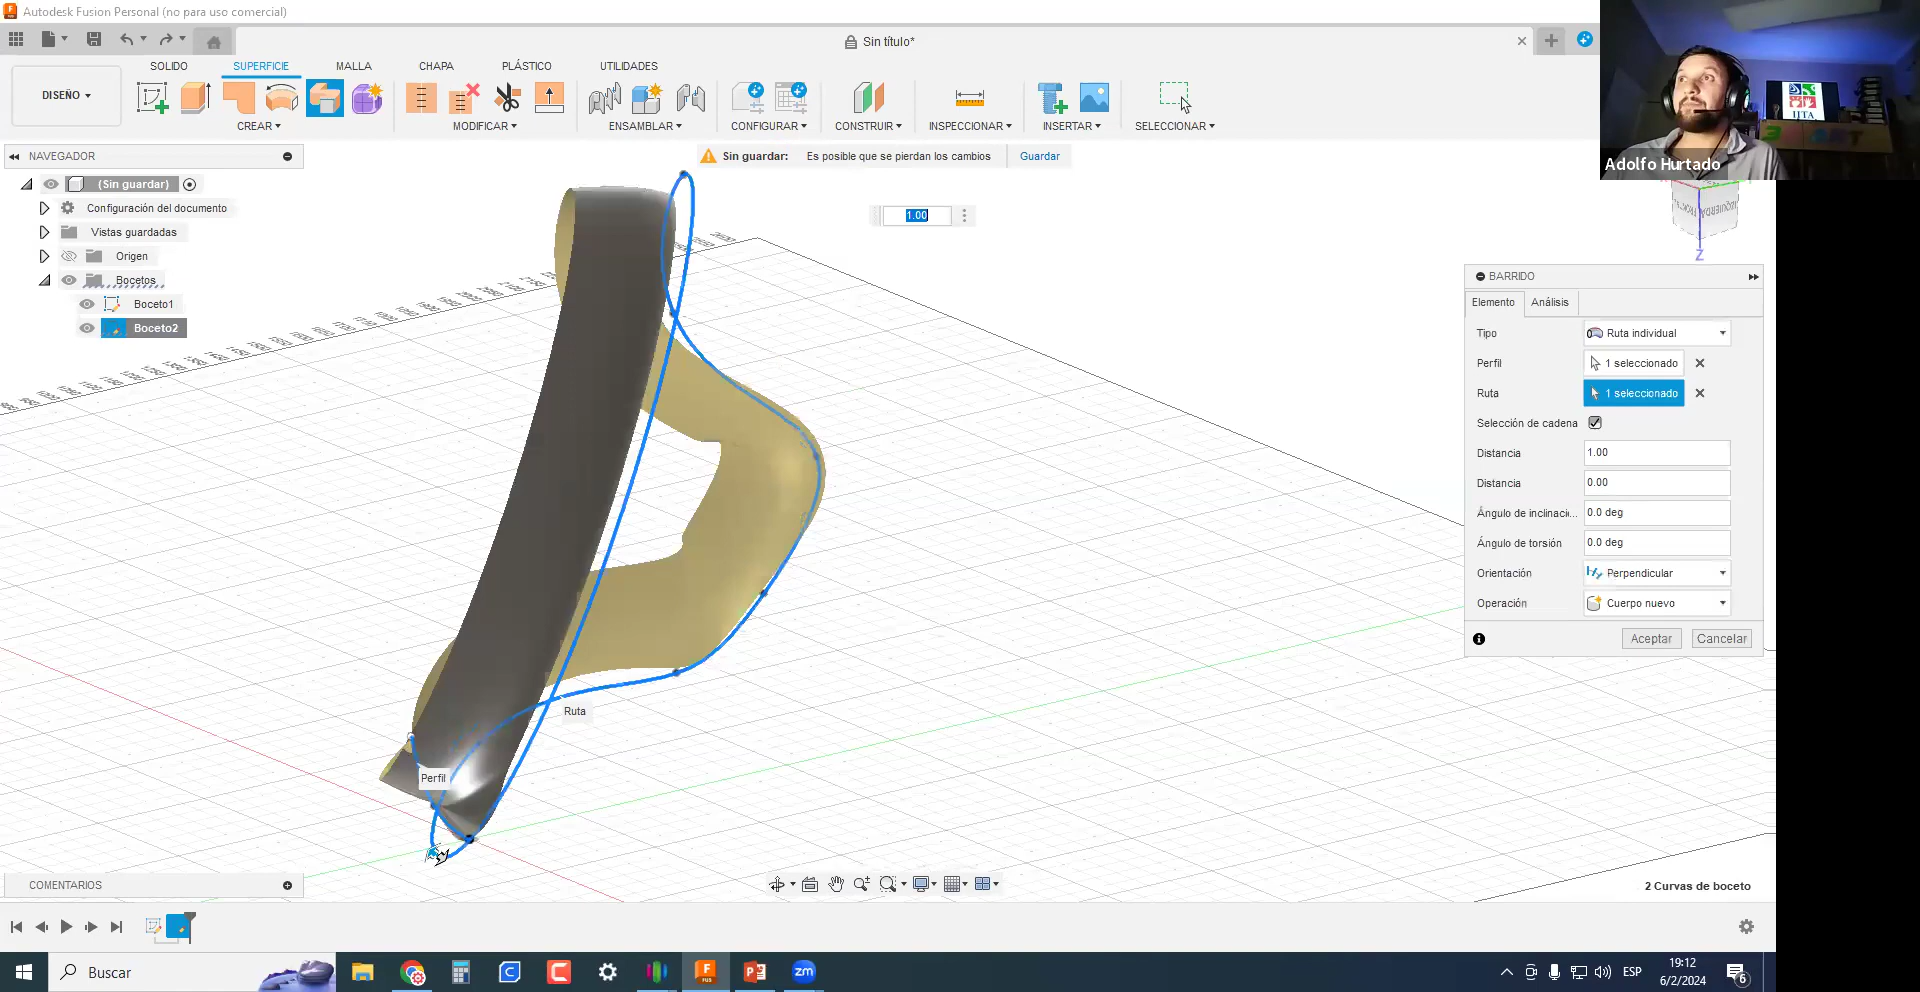 Autodesk Fusion Personal (no para uso comercial)
Sin título*
DISEÑO
SOLIDO
SUPERFICIE
MALLA
CHAPA
PLÁSTICO
UTILIDADES
CREAR
MODIFICAR
ENSAMBLAR
CONFIGURAR
CONSTRUIR
INSPECCIONAR
INSERTAR
SELECCIONAR
IJTA
Adolfo Hurtado
NAVEGADOR
Sin guardar:
Es posible que se pierdan los cambios
Guardar
(Sin guardar)
Configuración del documento
Vistas guardadas
Origen
Bocetos
Boceto1
Boceto2
1.00
Z
BARRIDO
Elemento
Análisis
Tipo
Ruta individual
Perfil
1 seleccionado
Ruta
1 seleccionado
Selección de cadena
Distancia
1.00
Distancia
0.00
Ángulo de inclinaci...
0.0 deg
Ángulo de torsión
0.0 deg
Orientación
Perpendicular
Operación
Cuerpo nuevo
Aceptar
Cancelar
Ruta
Perfil
COMENTARIOS
2 Curvas de boceto
Buscar
ESP
19:12
6/2/2024
6